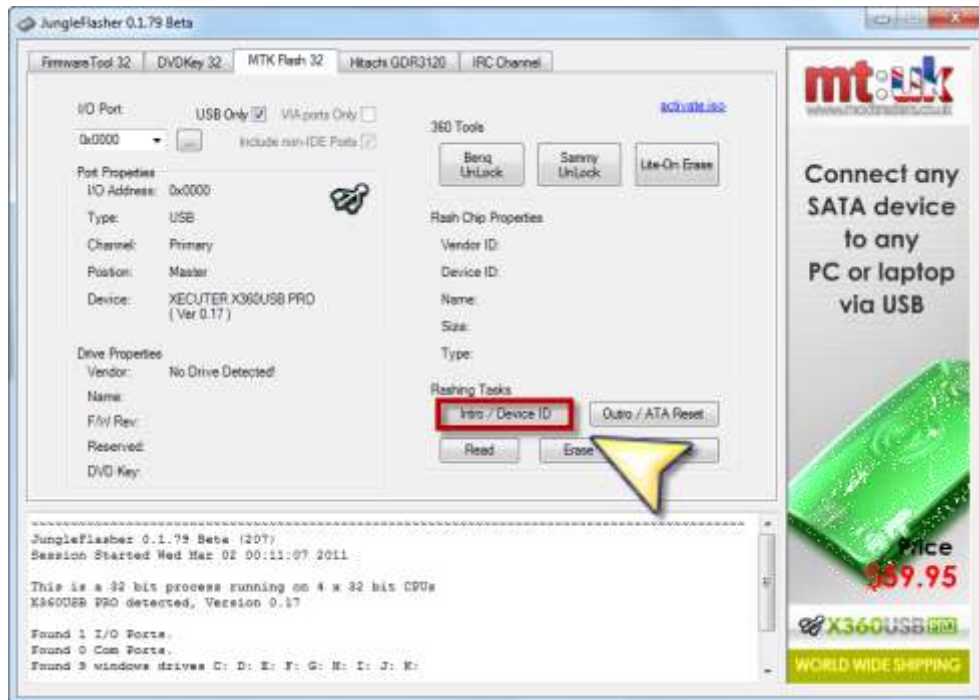 JungleFlasher 0.1.79 Beta
FirmwareTool 32 DVDKey 32 MTK Flash 32 Hitachi GDR3120 IRC Channel
I/O Port
USB Only
VIA ports Only
0x0000
...
Include non-IDE Ports
Port Properties
I/O Address: 0x0000
Type: USB
Channel: Primary
Position: Master
Device: XECUTER X360USB PRO
( Ver 0.17 )
Drive Properties
Vendor: No Drive Detected!
Name:
F/W Rev:
Reserved:
DVD Key:
activate.iso
360 Tools
Benq
UnLock
Sammy
UnLock
Lite-On Erase
Flash Chip Properties
Vendor ID:
Device ID:
Name:
Size:
Type:
Flashing Tasks
Intro / Device ID
Outro / ATA Reset
Read
Erase
JungleFlasher 0.1.79 Beta (207)
Session Started Wed Mar 02 00:11:07 2011
This is a 32 bit process running on 4 x 32 bit CPUs
X360USB PRO detected, Version 0.17
Found 1 I/O Ports.
Found 0 Com Ports.
Found 9 windows drives C: D: E: F: G: H: I: J: K:
mt:uk
www.modtraders.co.uk
Connect any
SATA device
to any
PC or laptop
via USB
Price
$59.95
X360USB PRO
WORLD WIDE SHIPPING